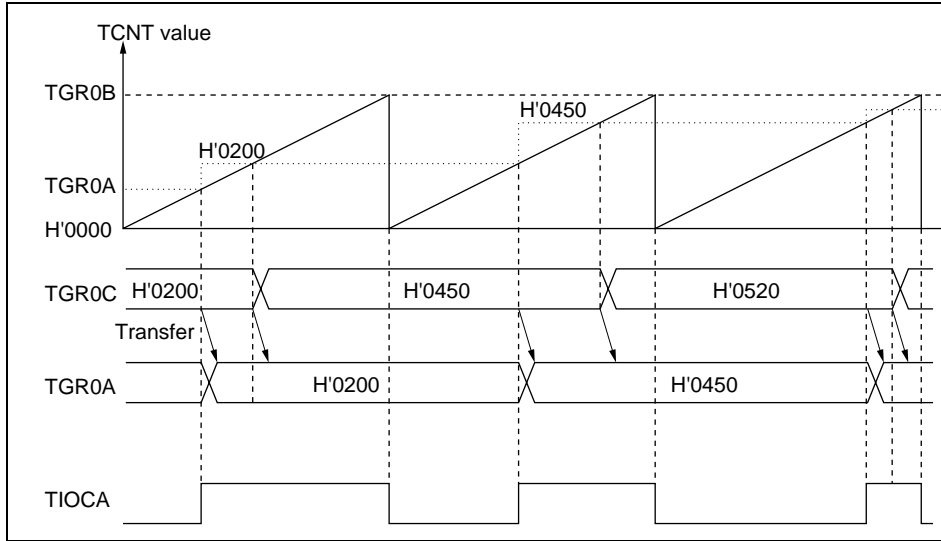 TCNT value
TGR0B
H'0450
H'0200
TGR0A
H'0000
TGR0C
H'0200
H'0450
H'0520
Transfer
TGR0A
H'0200
H'0450
TIOCA